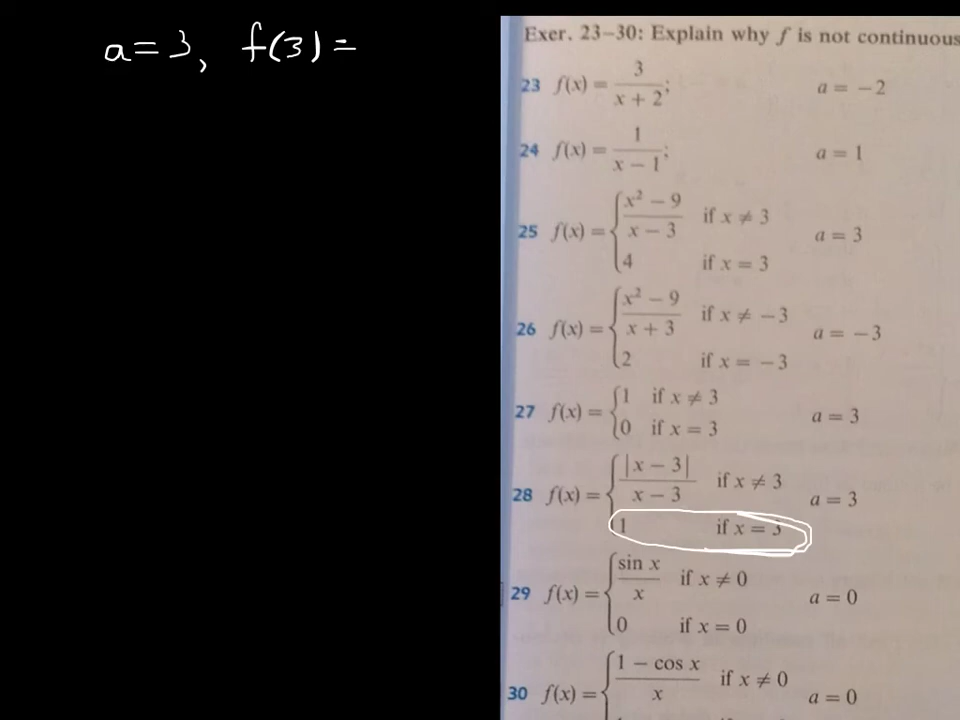 a = 3, f(3) =
Exer. 23–30: Explain why f is not continuous
23 f(x) = 3/(x + 2); a = −2
24 f(x) = 1/(x − 1); a = 1
25 f(x) = { (x² − 9)/(x − 3) if x ≠ 3 a = 3
4 if x = 3
26 f(x) = { (x² − 9)/(x + 3) if x ≠ −3 a = −3
2 if x = −3
27 f(x) = { 1 if x ≠ 3 a = 3
0 if x = 3
28 f(x) = { |x − 3|/(x − 3) if x ≠ 3 a = 3
1 if x = 3
29 f(x) = { sin x/x if x ≠ 0 a = 0
0 if x = 0
30 f(x) = { (1 − cos x)/x if x ≠ 0 a = 0